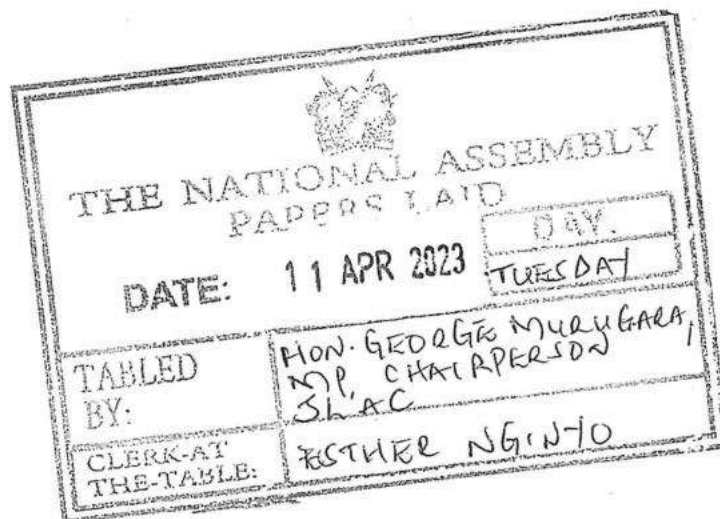 THE NATIONAL ASSEMBLY
PAPERS LAID
DATE: 11 APR 2023
DAY.
TUESDAY
TABLED
BY:
HON. GEORGE MURUGARA,
MP, CHAIRPERSON
JLAC
CLERK-AT
THE-TABLE:
ESTHER NGINYO